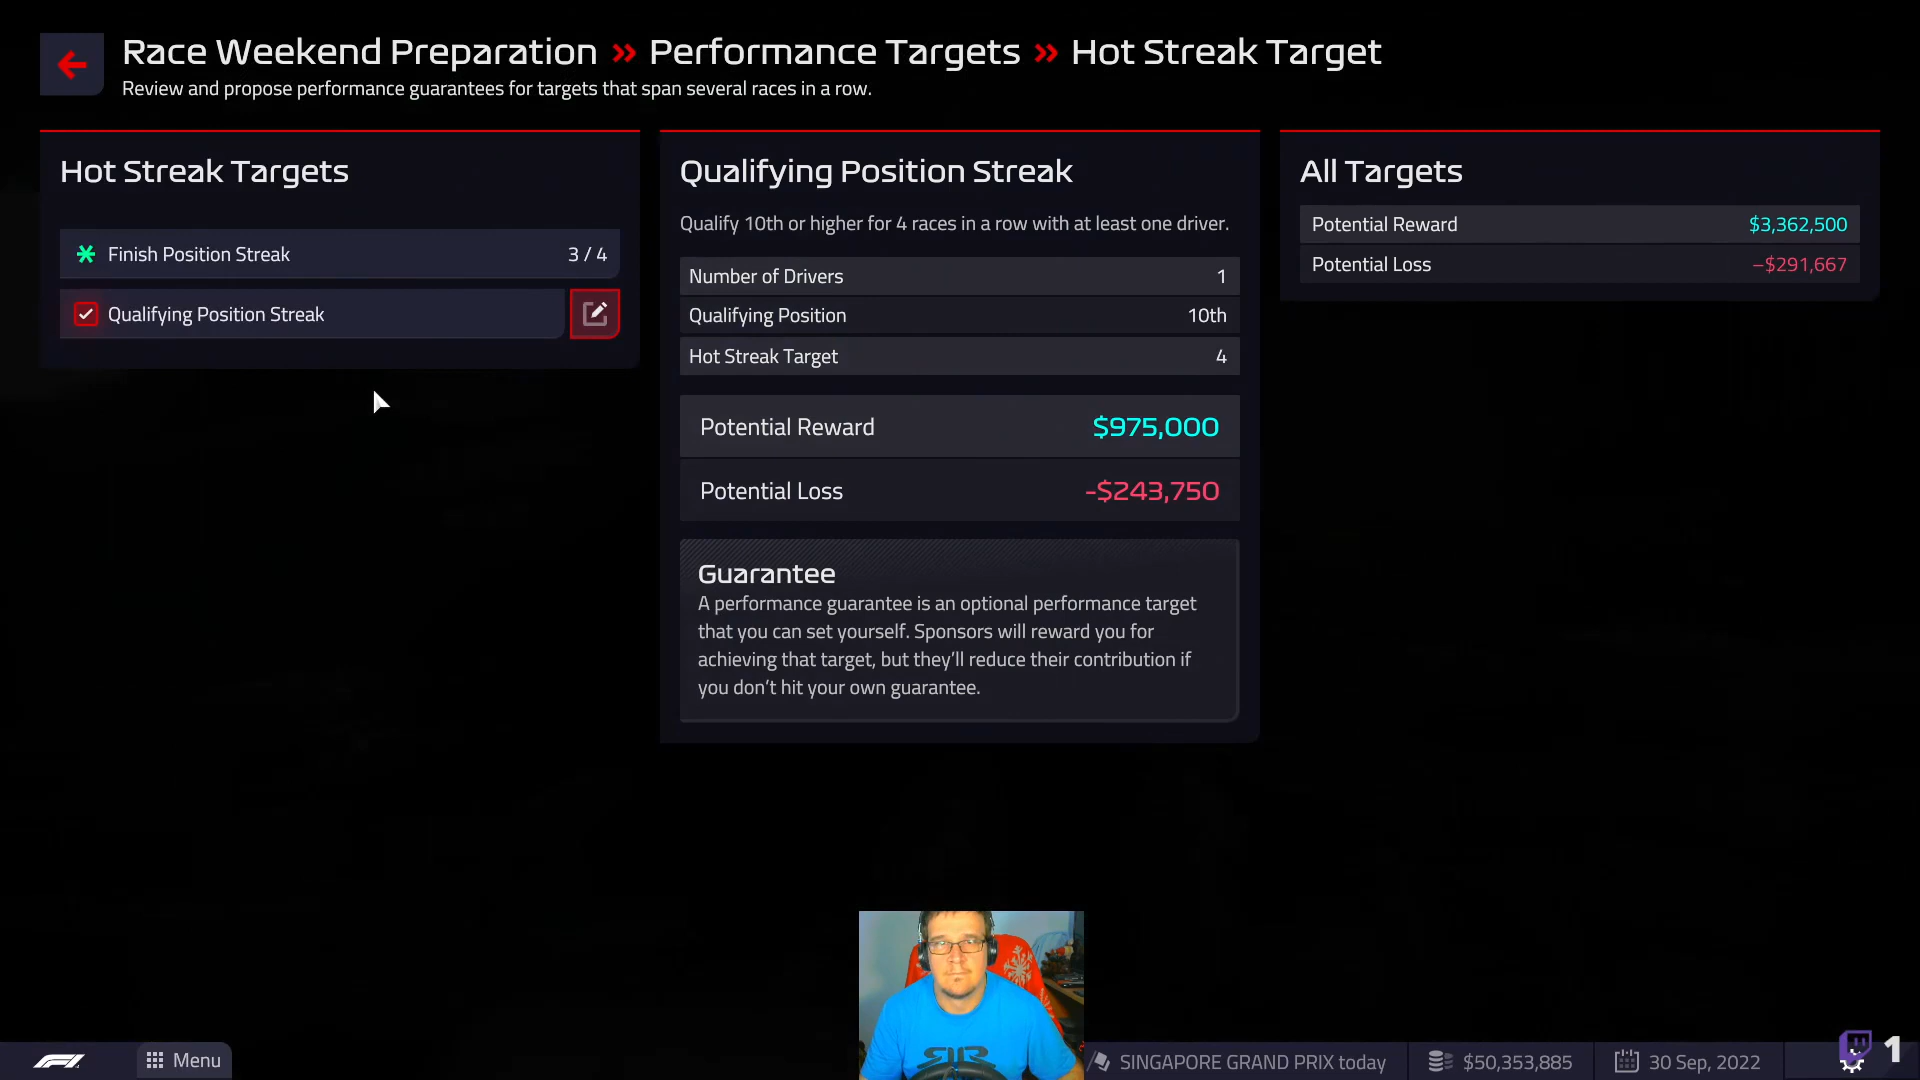 Race Weekend Preparation » Performance Targets » Hot Streak Target
Review and propose performance guarantees for targets that span several races in a row.
Hot Streak Targets
Finish Position Streak 3 / 4
Qualifying Position Streak
Qualifying Position Streak
Qualify 10th or higher for 4 races in a row with at least one driver.
Number of Drivers 1
Qualifying Position 10th
Hot Streak Target 4
Potential Reward $975,000
Potential Loss -$243,750
Guarantee
A performance guarantee is an optional performance target
that you can set yourself. Sponsors will reward you for
achieving that target, but they'll reduce their contribution if
you don't hit your own guarantee.
All Targets
Potential Reward $3,362,500
Potential Loss –$291,667
F1 Menu
SINGAPORE GRAND PRIX today $50,353,885 30 Sep, 2022 1